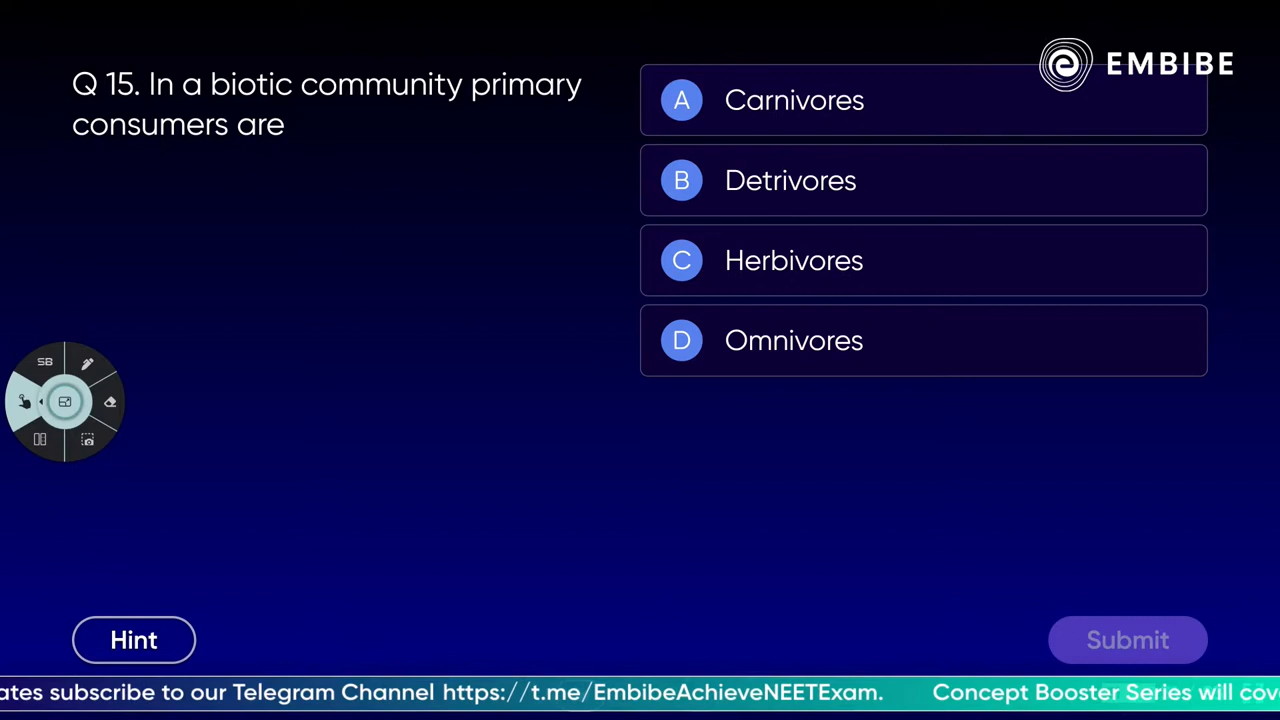 EMBIBE
Q 15. In a biotic community primary
consumers are
A Carnivores
B Detrivores
C Herbivores
D Omnivores
SB
Hint
Submit
ates subscribe to our Telegram Channel https://t.me/EmbibeAchieveNEETExam. Concept Booster Series will cov